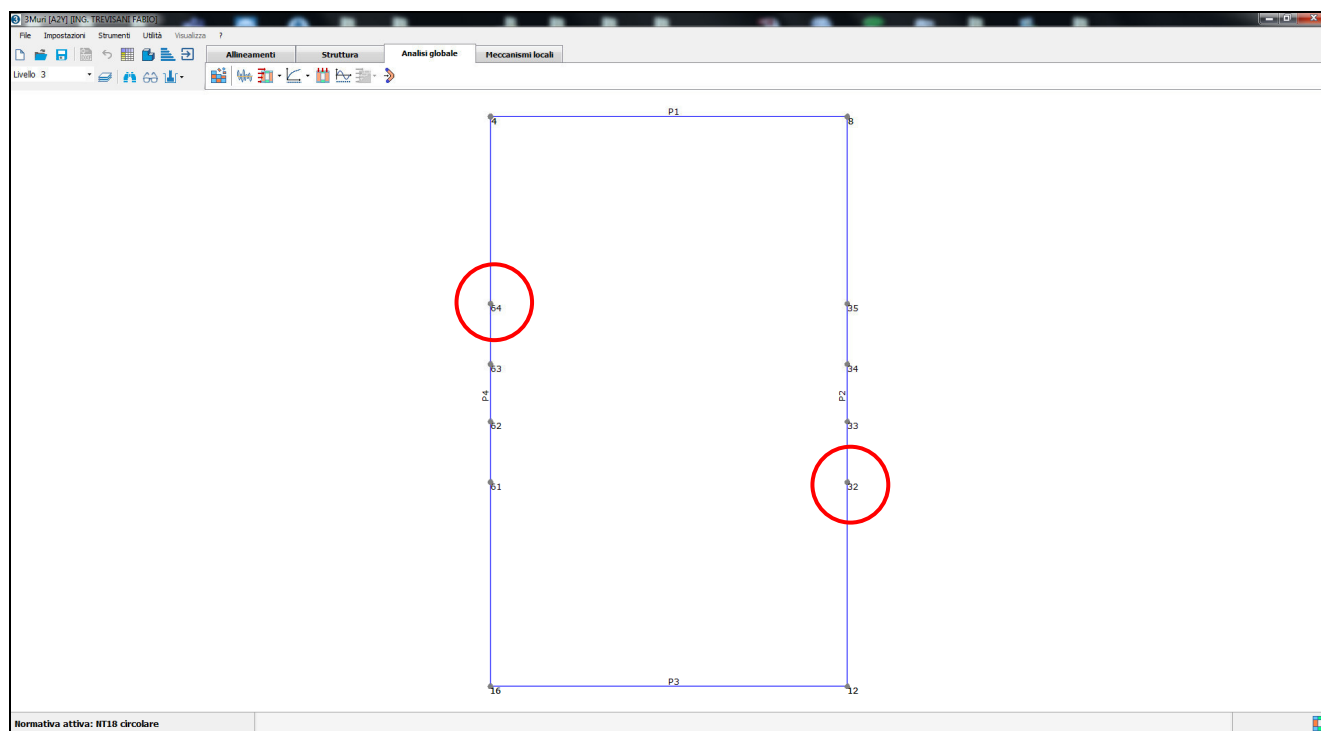 3Muri [A2Y] [ING. TREVISANI FABIO]
File Impostazioni Strumenti Utilità Visualizza ?
Allineamenti Struttura Analisi globale Meccanismi locali
Livello 3
P1
4 8
64 35
63 34
P4 P2
62 33
61 32
P3
16 12
Normativa attiva: NT18 circolare